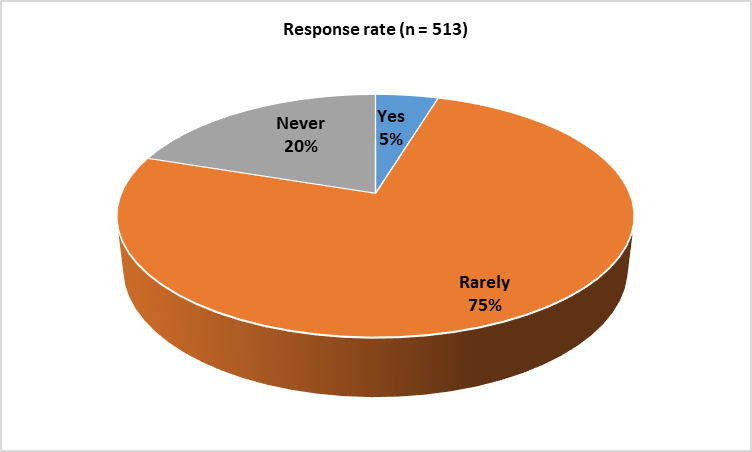 Response rate (n = 513)
Yes
5%
Never
20%
Rarely
75%